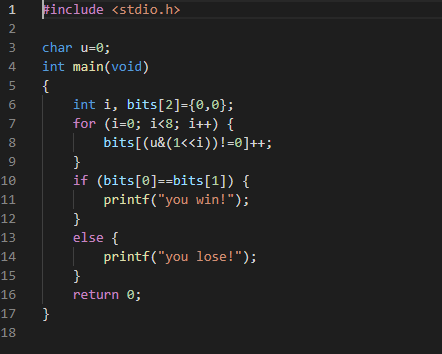 1 #include <stdio.h>
2
3 char u=0;
4 int main(void)
5 {
6     int i, bits[2]={0,0};
7     for (i=0; i<8; i++) {
8         bits[(u&(1<<i))!=0]++;
9     }
10     if (bits[0]==bits[1]) {
11         printf("you win!");
12     }
13     else {
14         printf("you lose!");
15     }
16     return 0;
17 }
18